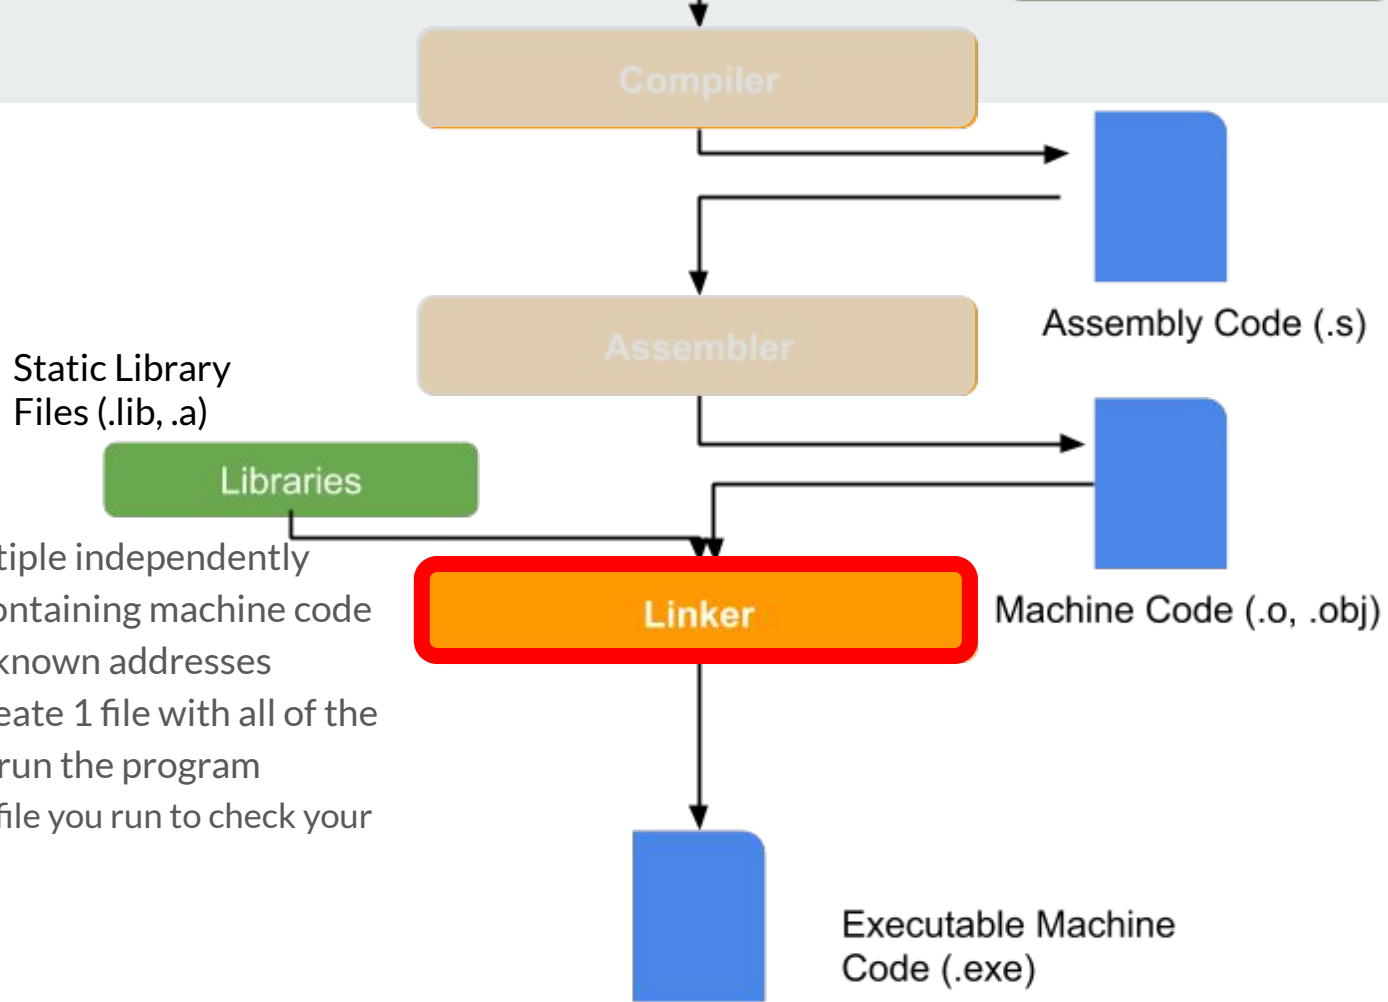 Compiler
Assembly Code (.s)
Assembler
Static Library
Files (.lib, .a)
Libraries
tiple independently
ontaining machine code
known addresses
eate 1 file with all of the
run the program
file you run to check your
Linker
Machine Code (.o, .obj)
Executable Machine
Code (.exe)